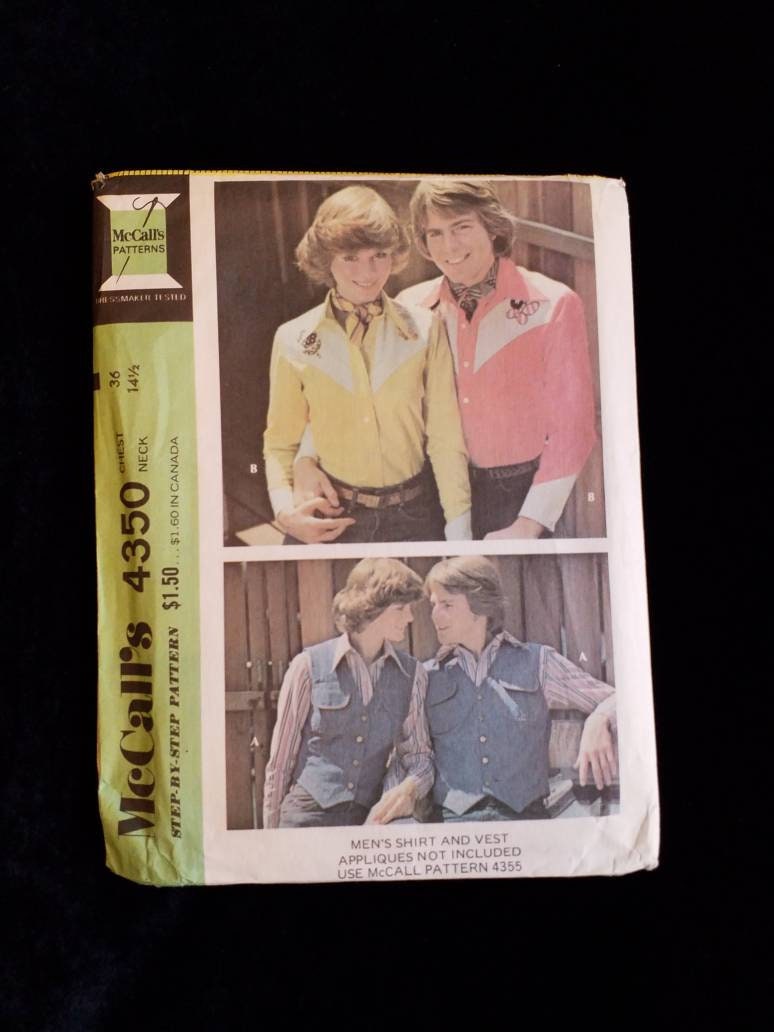 McCall's
PATTERNS
DRESSMAKER TESTED
36
14½
CHEST
NECK
McCall's 4350
STEP-BY-STEP PATTERN $1.50...$1.60 IN CANADA
B
B
A
A
MEN'S SHIRT AND VEST
APPLIQUES NOT INCLUDED
USE McCALL PATTERN 4355